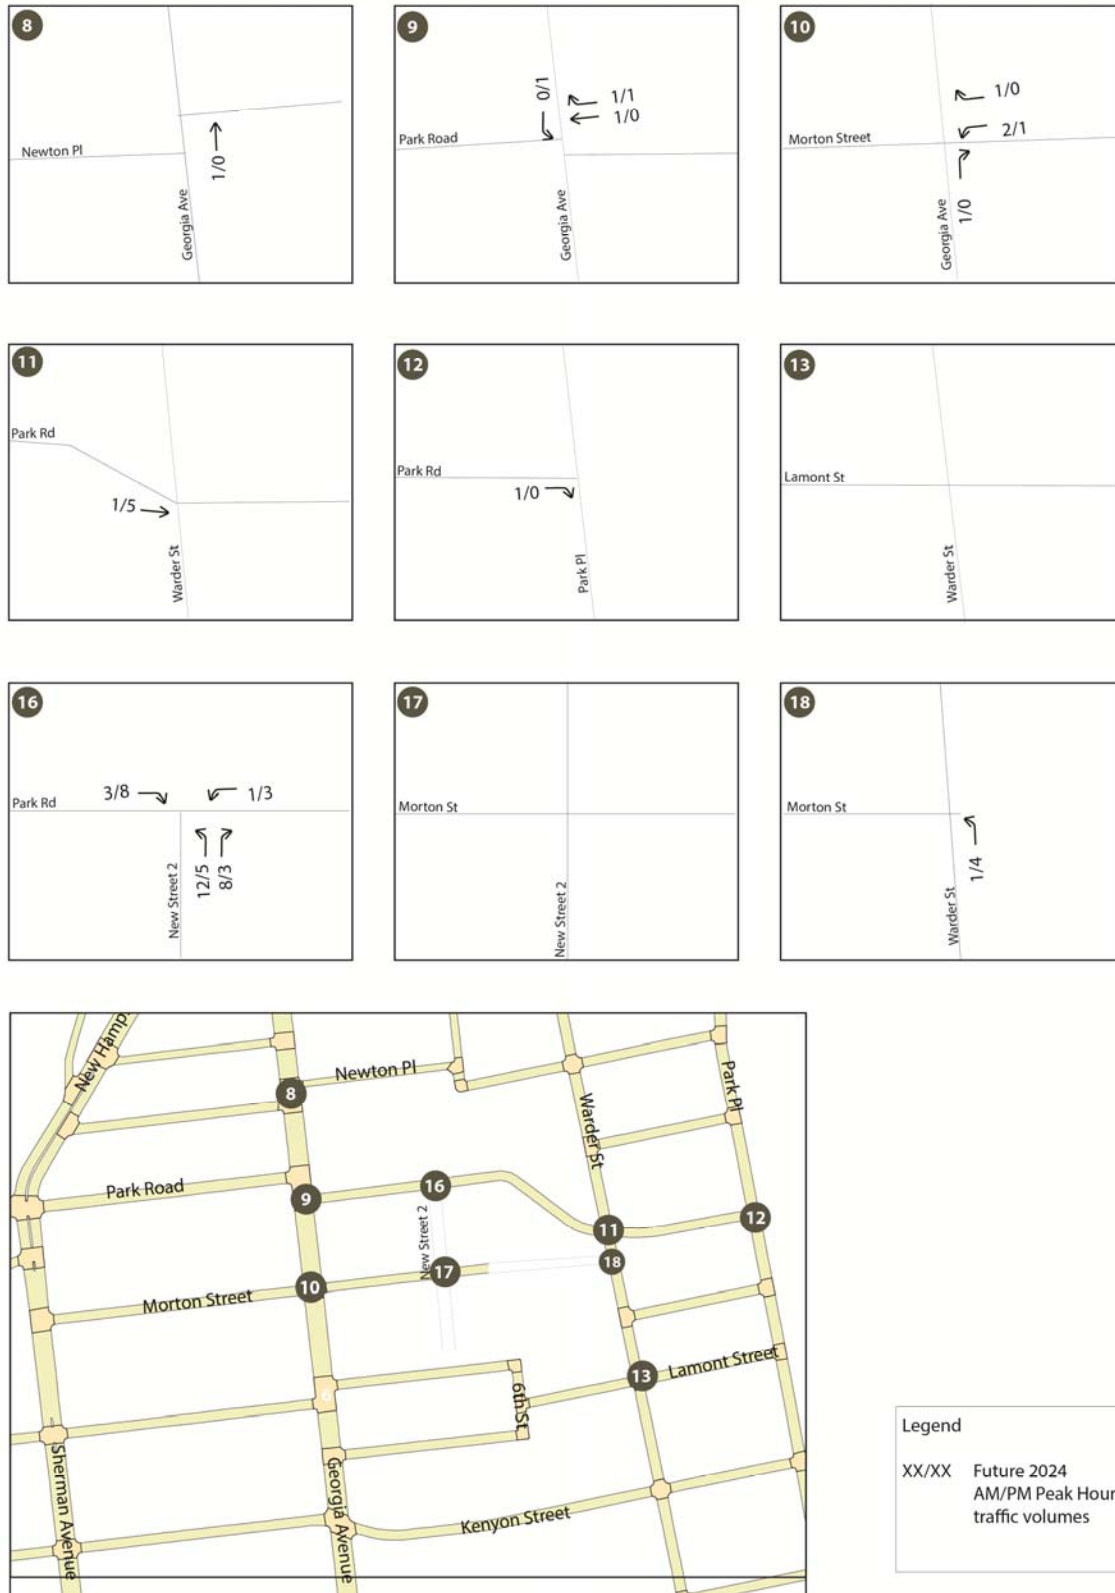 8
Newton Pl
1/0
Georgia Ave
9
0/1
1/1
1/0
Park Road
Georgia Ave
10
1/0
2/1
Morton Street
1/0
Georgia Ave
11
Park Rd
1/5
Warder St
12
Park Rd
1/0
Park Pl
13
Lamont St
Warder St
16
3/8
1/3
Park Rd
12/5
8/3
New Street 2
17
Morton St
New Street 2
18
Morton St
1/4
Warder St
New Hamps
Newton Pl
Park Pl
8
Warder St
Park Road
9
16
New Street 2
11
12
17
18
10
Morton Street
13
Lamont Street
6
6th St
Sherman Avenue
Georgia Avenue
Kenyon Street
Legend
XX/XX Future 2024
AM/PM Peak Hour
traffic volumes